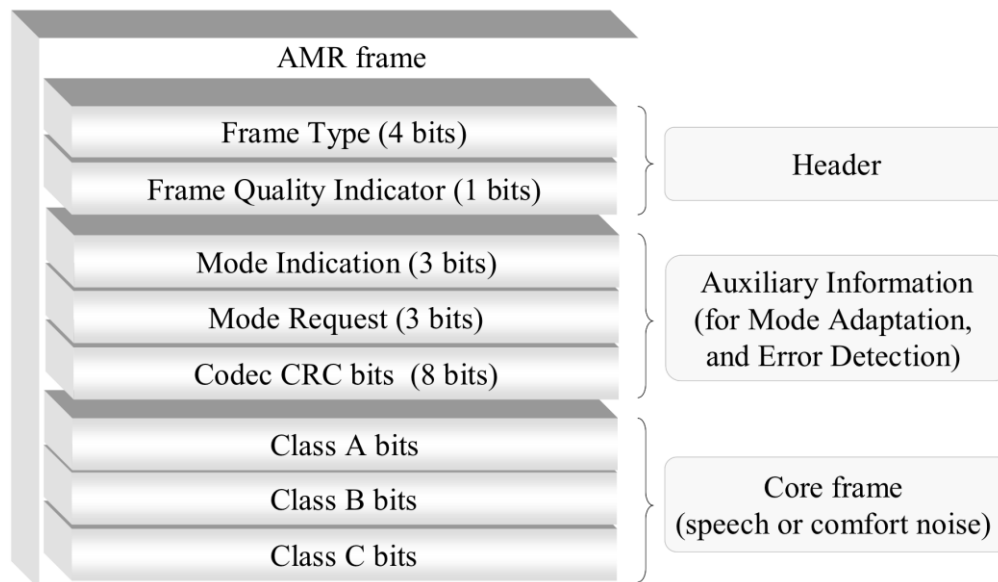 AMR frame
Frame Type (4 bits)
Frame Quality Indicator (1 bits)
Header
Mode Indication (3 bits)
Mode Request (3 bits)
Codec CRC bits (8 bits)
Auxiliary Information
(for Mode Adaptation,
and Error Detection)
Class A bits
Class B bits
Class C bits
Core frame
(speech or comfort noise)